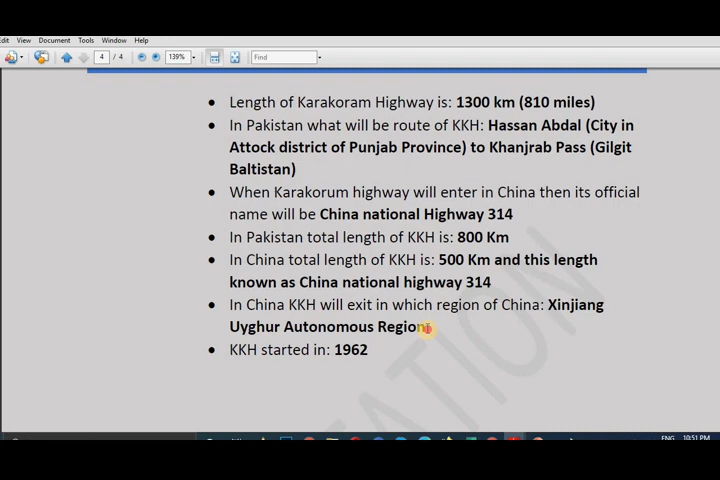 dit View Document Tools Window Help
4 / 4 139% Find
• Length of Karakoram Highway is: 1300 km (810 miles)
• In Pakistan what will be route of KKH: Hassan Abdal (City in
Attock district of Punjab Province) to Khanjrab Pass (Gilgit
Baltistan)
• When Karakorum highway will enter in China then its official
name will be China national Highway 314
• In Pakistan total length of KKH is: 800 Km
• In China total length of KKH is: 500 Km and this length
known as China national highway 314
• In China KKH will exit in which region of China: Xinjiang
Uyghur Autonomous Region
• KKH started in: 1962
TATION
ENG 10:51 PM